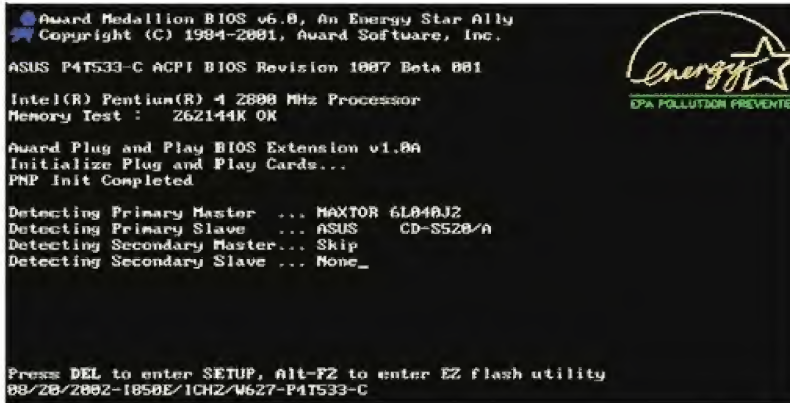 Award Medallion BIOS v6.0, An Energy Star Ally
Copyright (C) 1984-2001, Award Software, Inc.
ASUS P4T533-C ACPI BIOS Revision 1007 Beta 001
Intel(R) Pentium(R) 4 2800 MHz Processor
Memory Test : 262144K OK
Award Plug and Play BIOS Extension v1.0A
Initialize Plug and Play Cards...
PNP Init Completed
Detecting Primary Master ... MAXTOR 6L040J2
Detecting Primary Slave ... ASUS CD-S520/A
Detecting Secondary Master... Skip
Detecting Secondary Slave ... None_
Press DEL to enter SETUP, Alt-F2 to enter EZ flash utility
08/20/2002-I850E/ICH2/W627-P4T533-C
energy
EPA POLLUTION PREVENTE